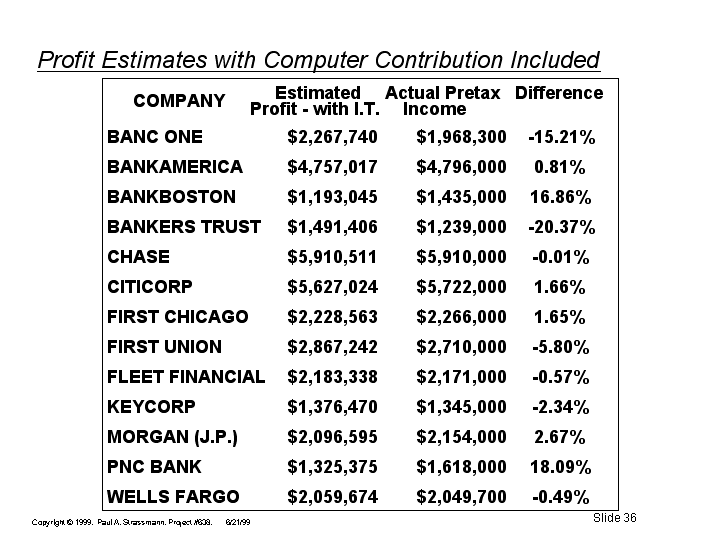 Profit Estimates with Computer Contribution Included
COMPANY Estimated Profit - with I.T. Actual Pretax Income Difference
BANC ONE $2,267,740 $1,968,300 -15.21%
BANKAMERICA $4,757,017 $4,796,000 0.81%
BANKBOSTON $1,193,045 $1,435,000 16.86%
BANKERS TRUST $1,491,406 $1,239,000 -20.37%
CHASE $5,910,511 $5,910,000 -0.01%
CITICORP $5,627,024 $5,722,000 1.66%
FIRST CHICAGO $2,228,563 $2,266,000 1.65%
FIRST UNION $2,867,242 $2,710,000 -5.80%
FLEET FINANCIAL $2,183,338 $2,171,000 -0.57%
KEYCORP $1,376,470 $1,345,000 -2.34%
MORGAN (J.P.) $2,096,595 $2,154,000 2.67%
PNC BANK $1,325,375 $1,618,000 18.09%
WELLS FARGO $2,059,674 $2,049,700 -0.49%
Copyright © 1999, Paul A. Strassmann, Project 6/21/99
Slide 36